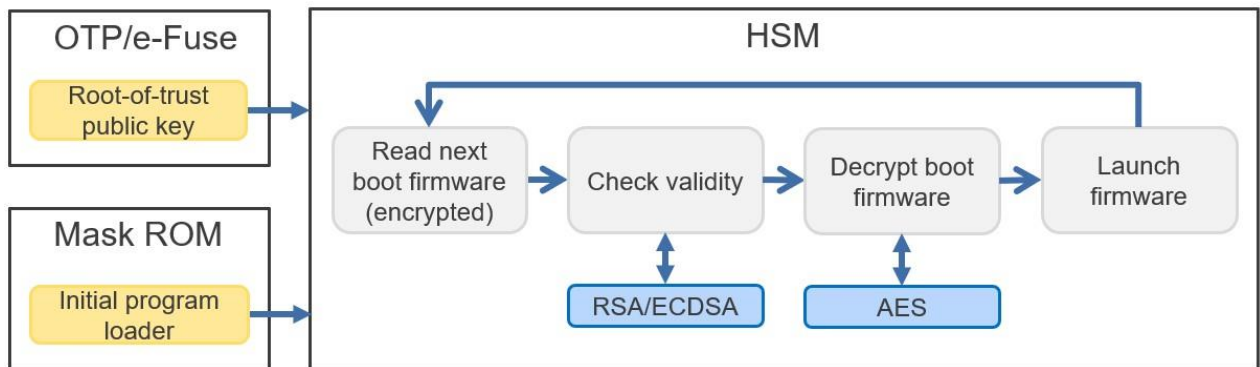 OTP/e-Fuse
Root-of-trust
public key
Mask ROM
Initial program
loader
HSM
Read next
boot firmware
(encrypted)
Check validity
Decrypt boot
firmware
Launch
firmware
RSA/ECDSA
AES